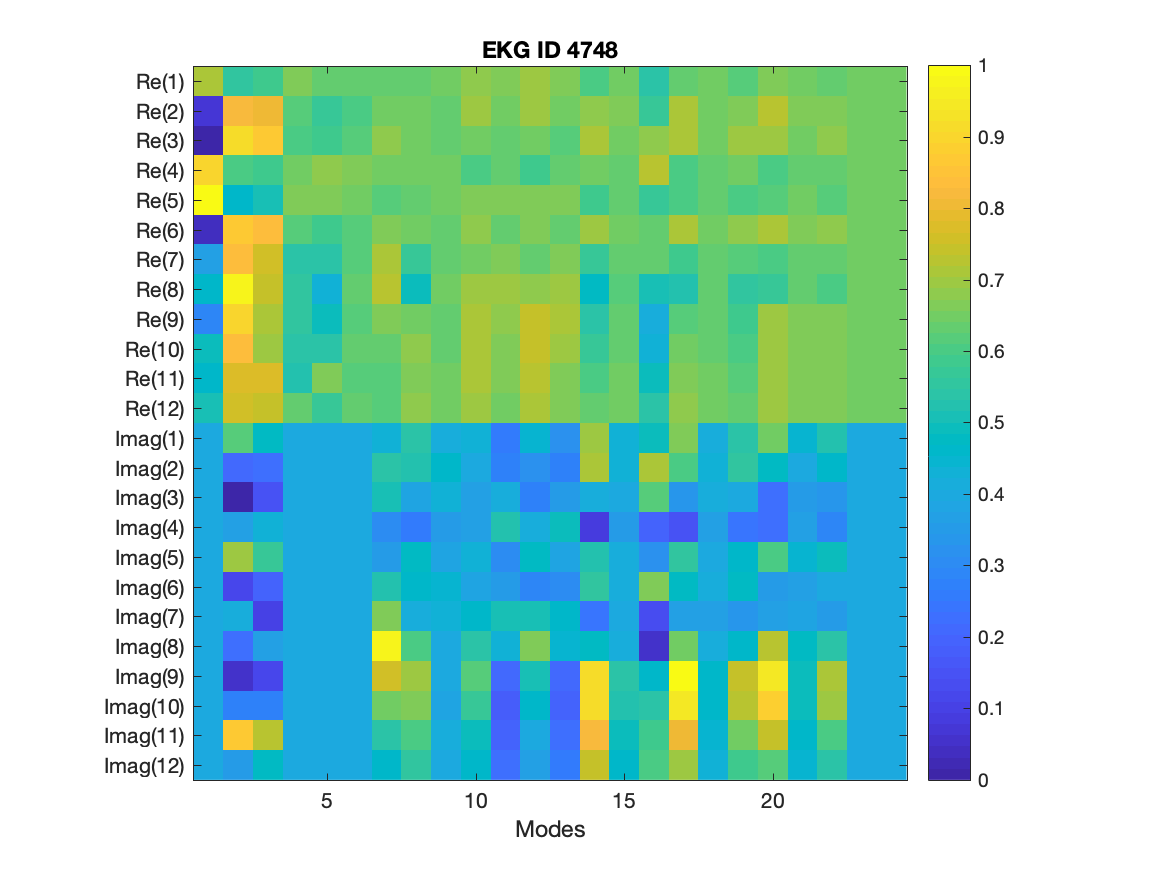 EKG ID 4748
Re(1)
Re(2)
Re(3)
Re(4)
Re(5)
Re(6)
Re(7)
Re(8)
Re(9)
Re(10)
Re(11)
Re(12)
Imag(1)
Imag(2)
Imag(3)
Imag(4)
Imag(5)
Imag(6)
Imag(7)
Imag(8)
Imag(9)
Imag(10)
Imag(11)
Imag(12)
5 10 15 20
Modes
1
0.9
0.8
0.7
0.6
0.5
0.4
0.3
0.2
0.1
0